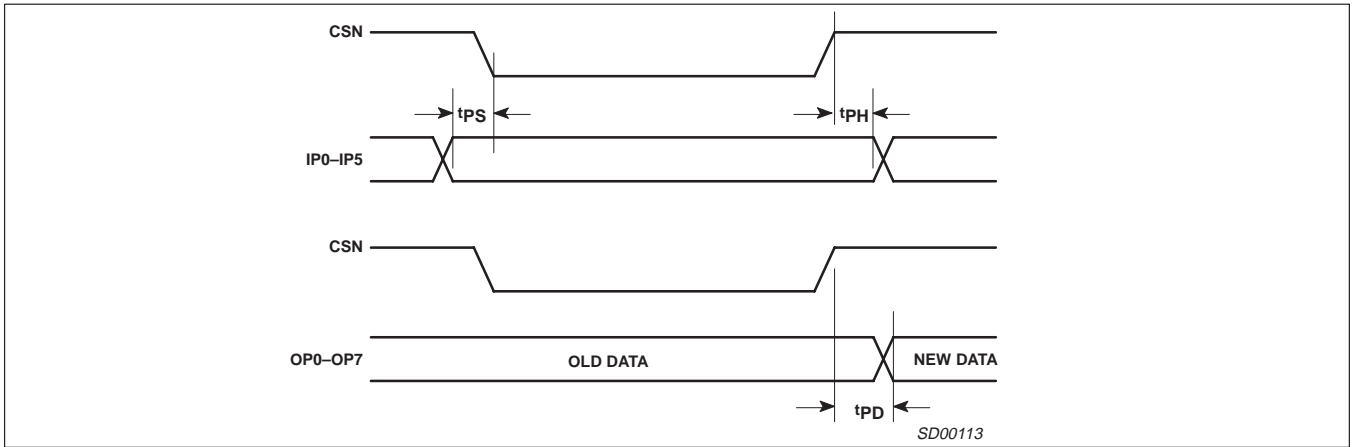 CSN
tPS
tPH
IP0–IP5
CSN
OP0–OP7
OLD DATA
NEW DATA
tPD
SD00113